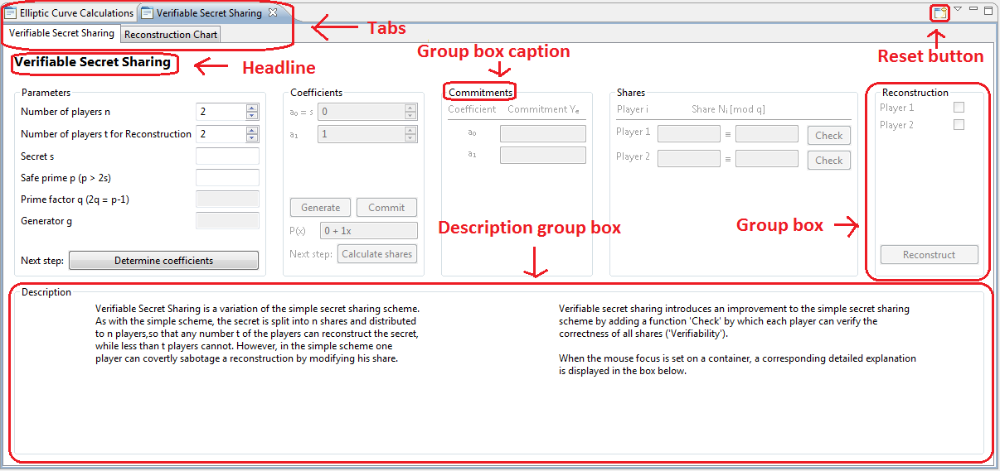 Elliptic Curve Calculations
Verifiable Secret Sharing
Verifiable Secret Sharing
Reconstruction Chart
Tabs
Reset button
Verifiable Secret Sharing
Headline
Group box caption
Parameters
Number of players n
2
Number of players t for Reconstruction
2
Secret s
Safe prime p (p > 2s)
Prime factor q (2q = p-1)
Generator g
Next step:
Determine coefficients
Coefficients
a₀ = s
0
a₁
1
Generate
Commit
P(x)
0 + 1x
Next step:
Calculate shares
Commitments
Coefficient
Commitment Yₑ
a₀
a₁
Shares
Player i
Share Nᵢ [mod q]
Player 1
≡
Check
Player 2
≡
Check
Reconstruction
Player 1
Player 2
Reconstruct
Group box
Description group box
Description
Verifiable Secret Sharing is a variation of the simple secret sharing scheme.
As with the simple scheme, the secret is split into n shares and distributed
to n players,so that any number t of the players can reconstruct the secret,
while less than t players cannot. However, in the simple scheme one
player can covertly sabotage a reconstruction by modifying his share.
Verifiable secret sharing introduces an improvement to the simple secret sharing
scheme by adding a function 'Check' by which each player can verify the
correctness of all shares ('Verifiability').
When the mouse focus is set on a container, a corresponding detailed explanation
is displayed in the box below.